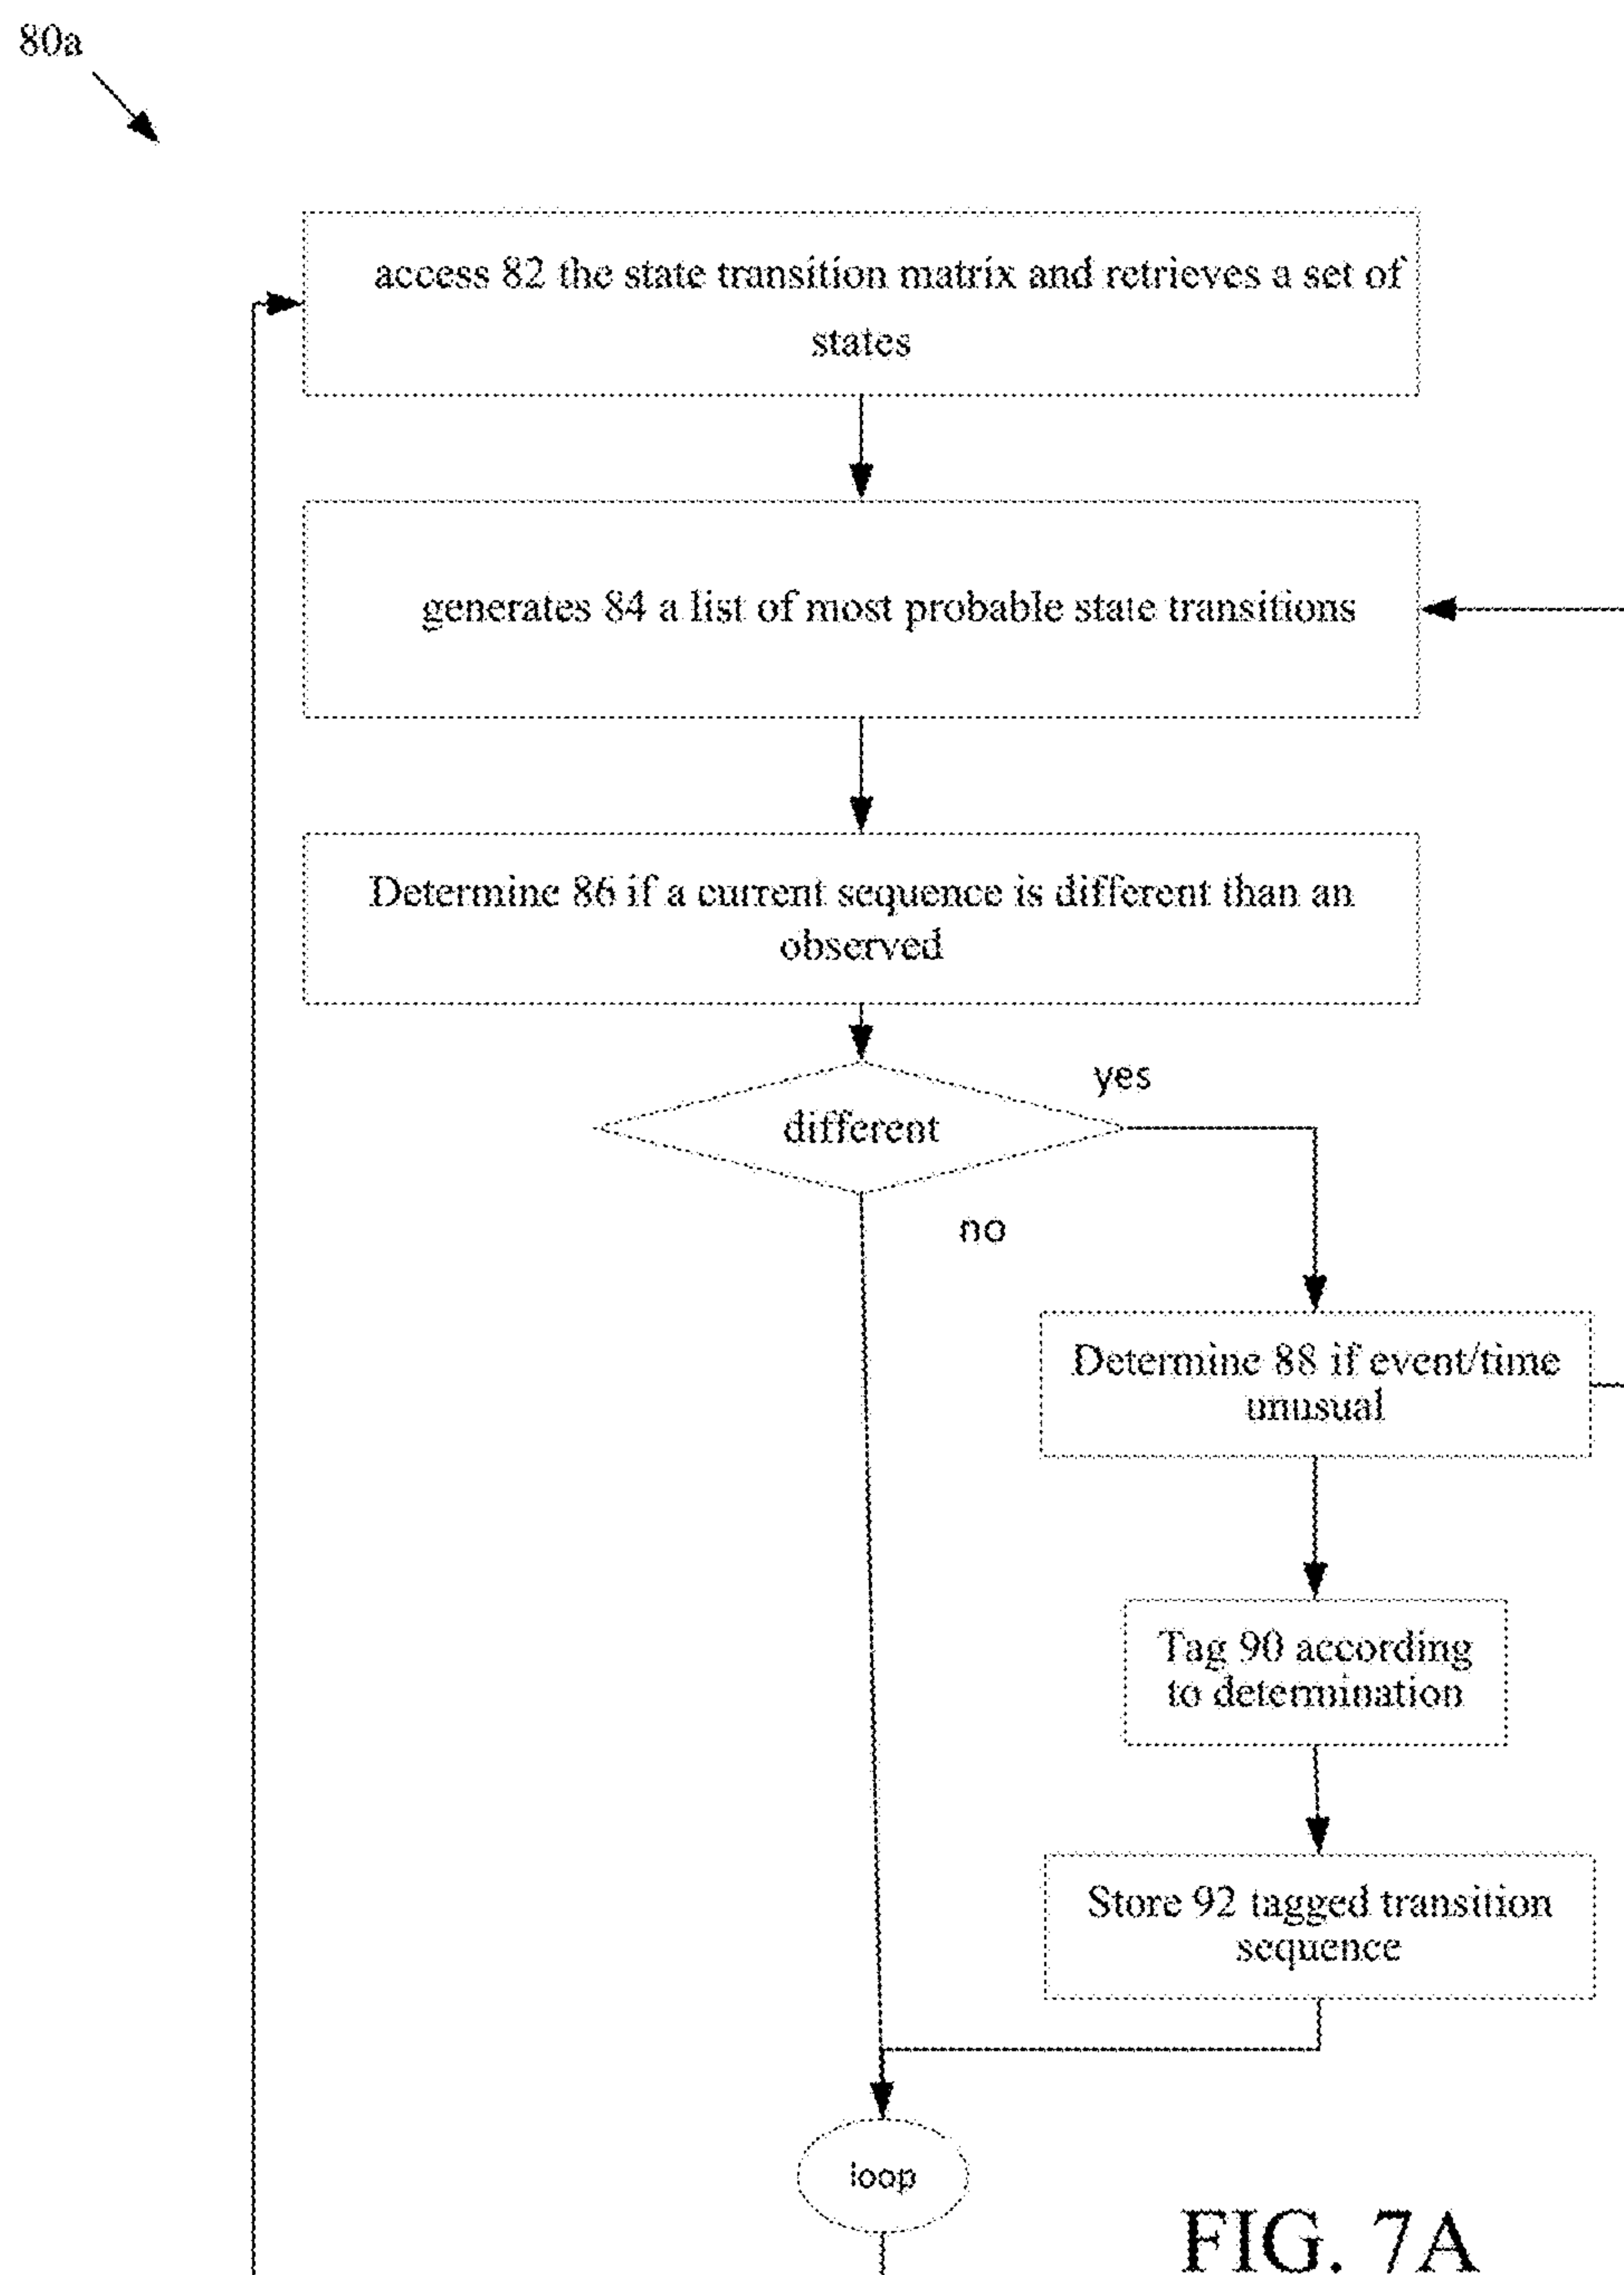 80a
access 82 the state transition matrix and retrieves a set of
states
generates 84 a list of most probable state transitions
Determine 86 if a current sequence is different than an
observed
yes
different
no
Determine 88 if event/time
unusual
Tag 90 according
to determination
Store 92 tagged transition
sequence
loop
FIG. 7A